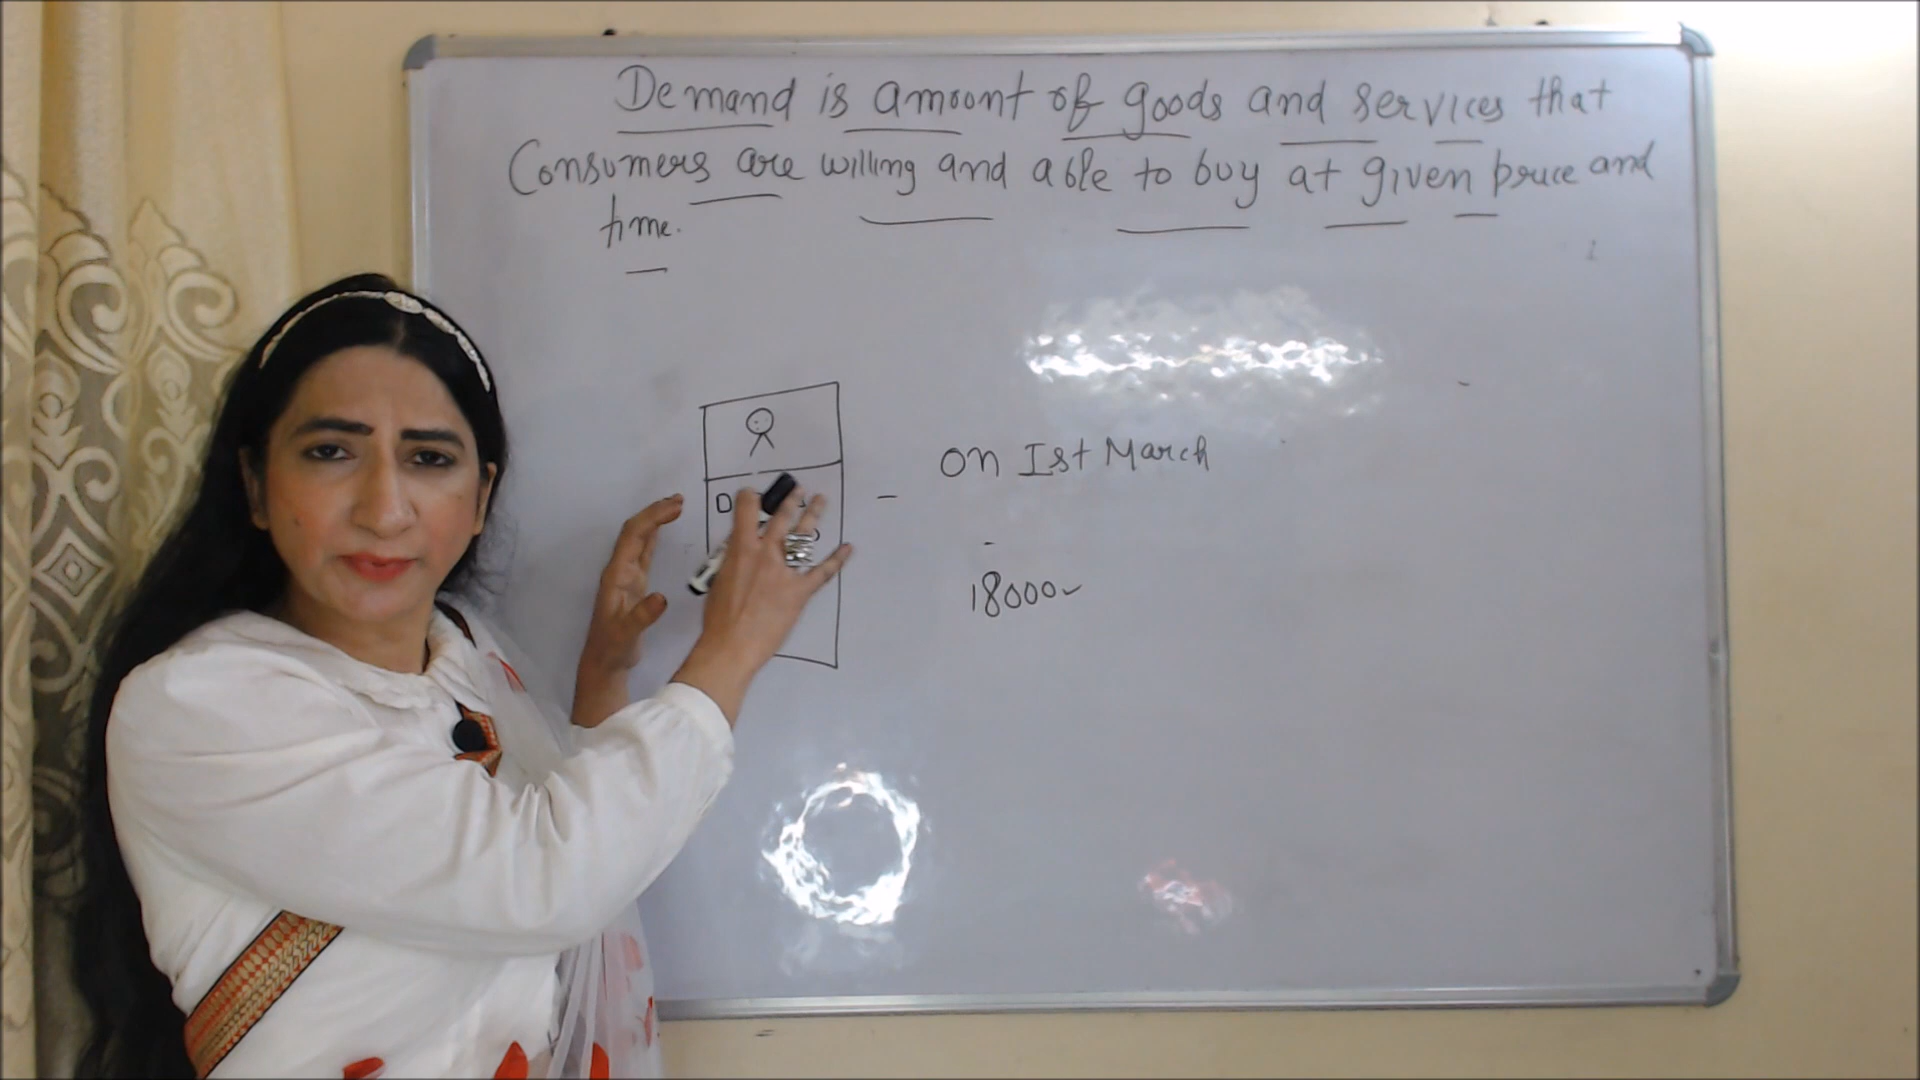 Demand is amount of goods and services that
Consumers are willing and able to buy at given price and
time.
On Ist March
D
18000